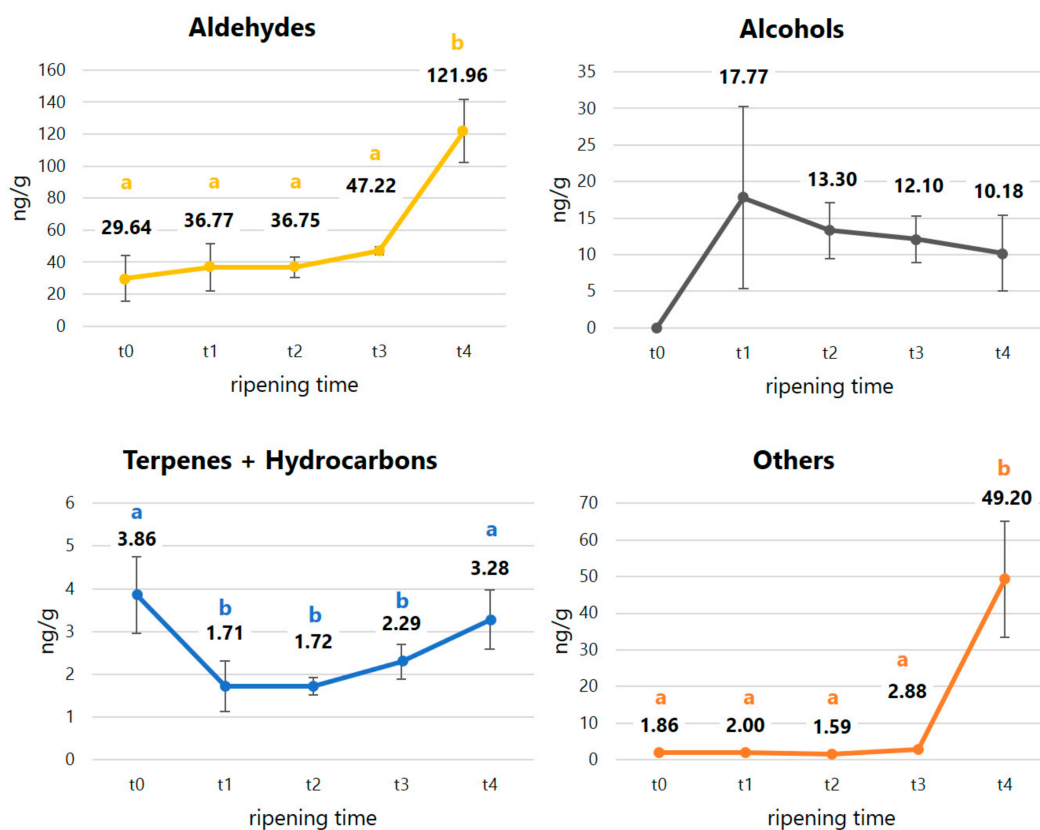 Aldehydes
b
160
121.96
140
120
a
100
a
a
a
47.22
80
29.64
36.77
36.75
60
40
20
0
ng/g
t0
t1
t2
t3
t4
ripening time
Alcohols
35
17.77
30
25
20
13.30
12.10
10.18
15
10
5
0
ng/g
t0
t1
t2
t3
t4
ripening time
Terpenes + Hydrocarbons
6
a
3.86
a
5
3.28
4
b
b
b
1.71
1.72
2.29
3
2
1
0
ng/g
t0
t1
t2
t3
t4
ripening time
Others
b
70
49.20
60
50
40
30
a
20
2.88
a
a
a
1.86
2.00
1.59
10
0
ng/g
t0
t1
t2
t3
t4
ripening time